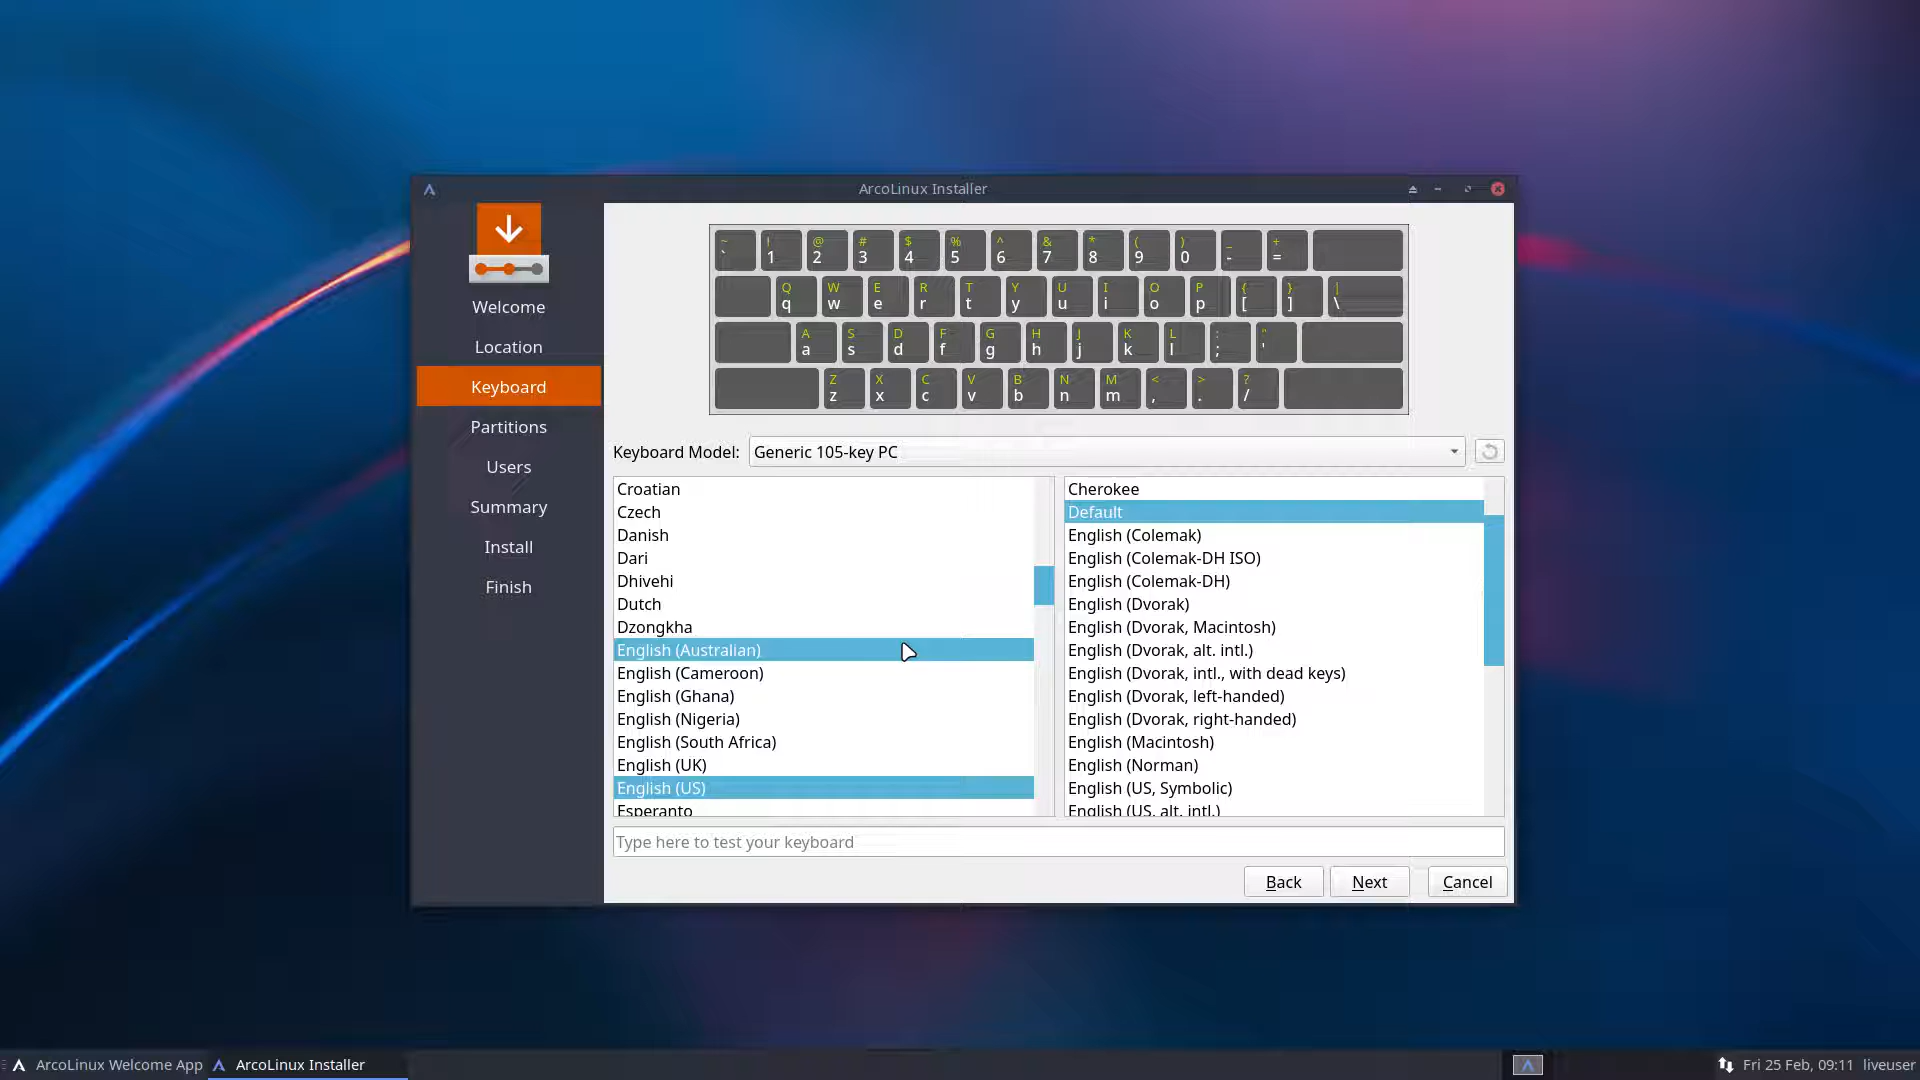 ArcoLinux Installer
Welcome
Location
Keyboard
Partitions
Users
Summary
Install
Finish
~ ! @ # $ % ^ & * ( ) _ +
` 1 2 3 4 5 6 7 8 9 0 - =
Q W E R T Y U I O P { } |
q w e r t y u i o p [ ] \
A S D F G H J K L : "
a s d f g h j k l ; '
Z X C V B N M < > ?
z x c v b n m , . /
Keyboard Model: Generic 105-key PC
Croatian
Czech
Danish
Dari
Dhivehi
Dutch
Dzongkha
English (Australian)
English (Cameroon)
English (Ghana)
English (Nigeria)
English (South Africa)
English (UK)
English (US)
Esperanto
Cherokee
Default
English (Colemak)
English (Colemak-DH ISO)
English (Colemak-DH)
English (Dvorak)
English (Dvorak, Macintosh)
English (Dvorak, alt. intl.)
English (Dvorak, intl., with dead keys)
English (Dvorak, left-handed)
English (Dvorak, right-handed)
English (Macintosh)
English (Norman)
English (US, Symbolic)
English (US, alt. intl.)
Type here to test your keyboard
Back Next Cancel
ArcoLinux Welcome App ArcoLinux Installer Fri 25 Feb, 09:11 liveuser